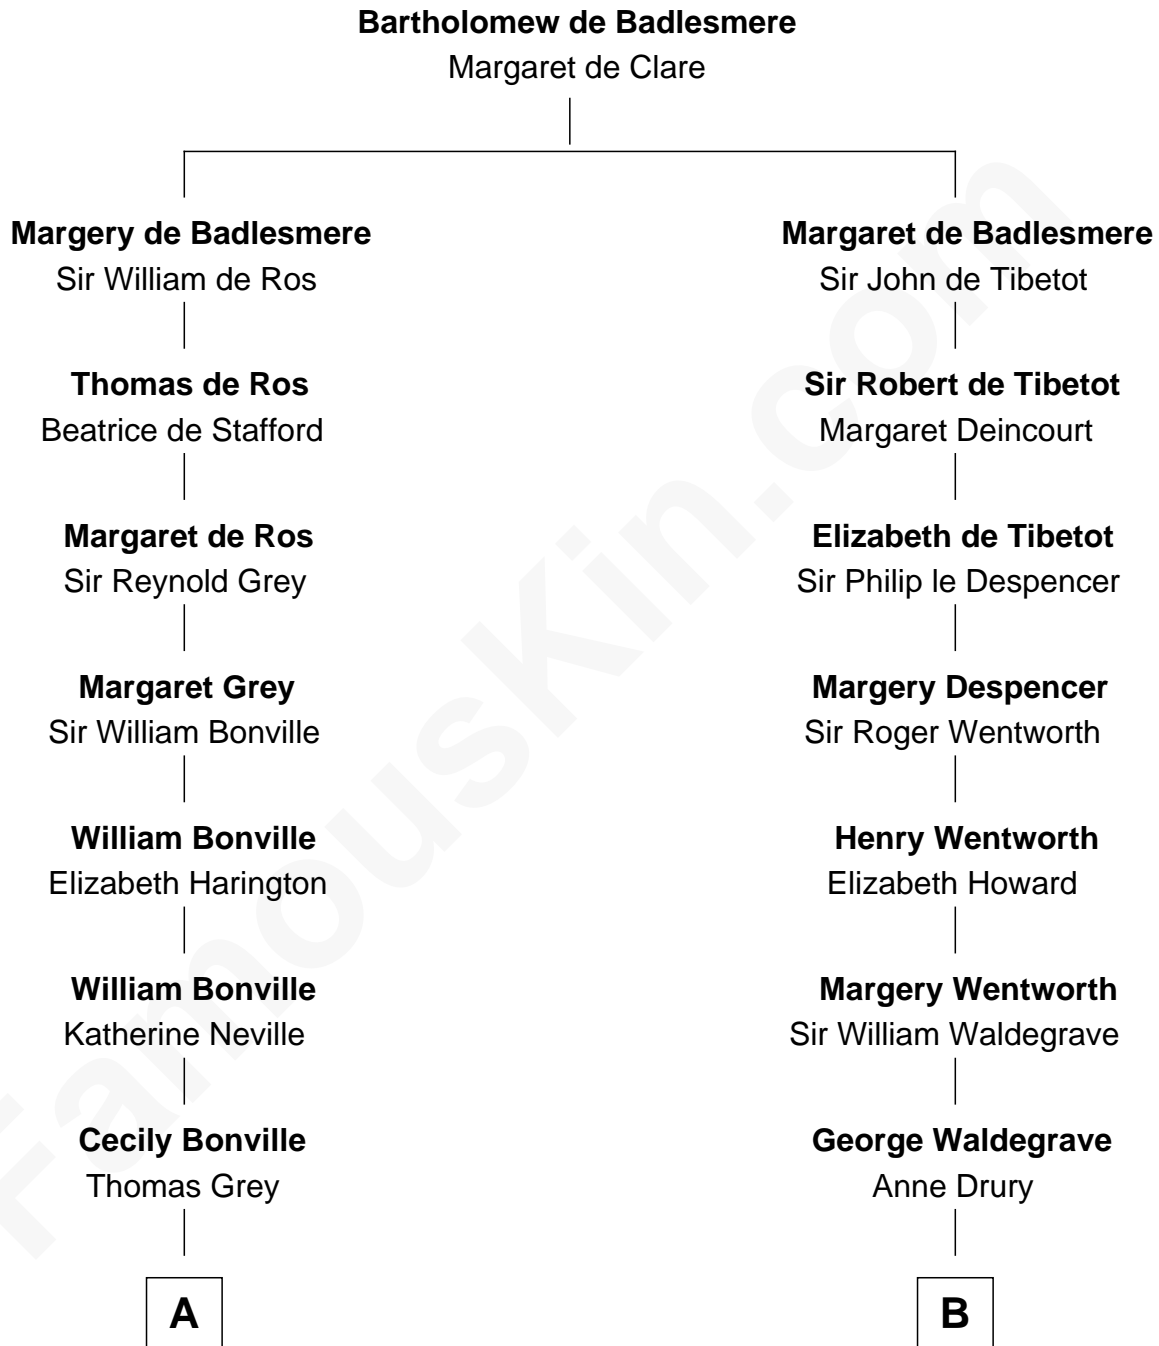 Bartholomew de Badlesmere
Margaret de Clare
Margery de Badlesmere
Sir William de Ros
Thomas de Ros
Beatrice de Stafford
Margaret de Ros
Sir Reynold Grey
Margaret Grey
Sir William Bonville
William Bonville
Elizabeth Harington
William Bonville
Katherine Neville
Cecily Bonville
Thomas Grey
A
Margaret de Badlesmere
Sir John de Tibetot
Sir Robert de Tibetot
Margaret Deincourt
Elizabeth de Tibetot
Sir Philip le Despencer
Margery Despencer
Sir Roger Wentworth
Henry Wentworth
Elizabeth Howard
Margery Wentworth
Sir William Waldegrave
George Waldegrave
Anne Drury
B
FamousKin.com